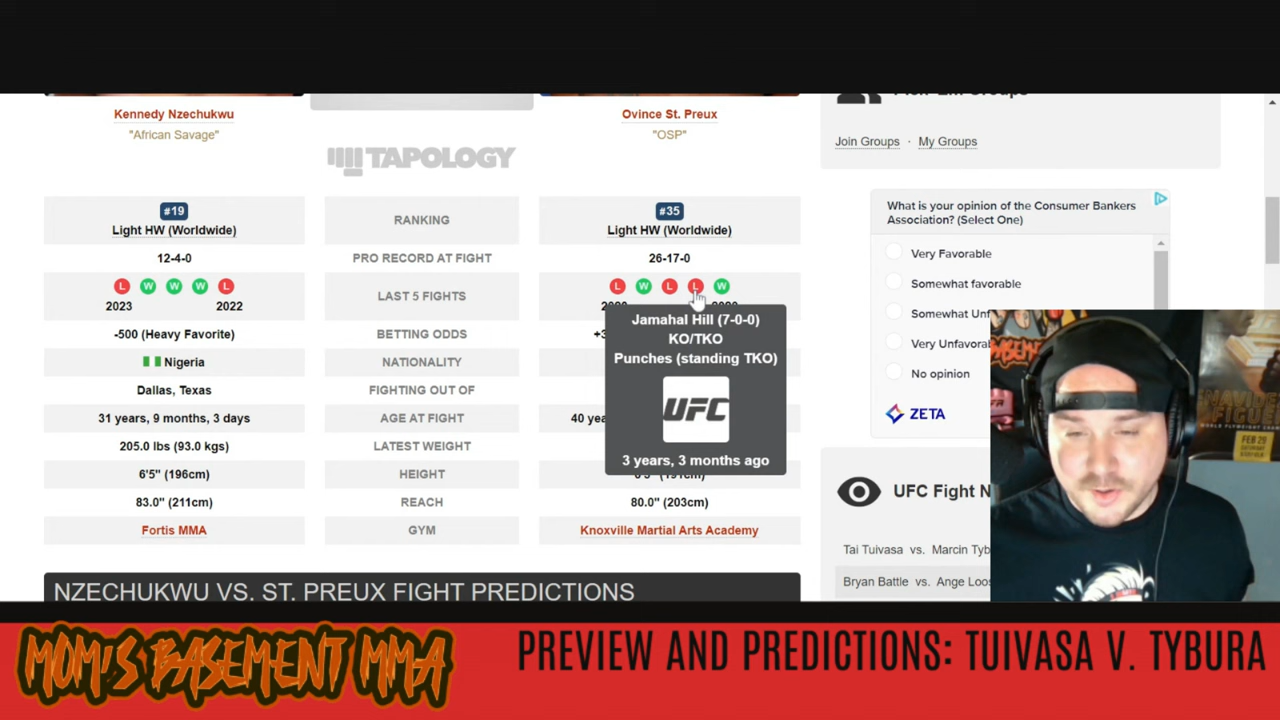 Join Groups · My Groups
Kennedy Nzechukwu
"African Savage"
TAPOLOGY
Ovince St. Preux
"OSP"
#19
Light HW (Worldwide)
RANKING
#35
Light HW (Worldwide)
12-4-0
PRO RECORD AT FIGHT
26-17-0
L W W W L
2023 2022
LAST 5 FIGHTS
L W L L W
-500 (Heavy Favorite)
BETTING ODDS
Nigeria
NATIONALITY
Dallas, Texas
FIGHTING OUT OF
31 years, 9 months, 3 days
AGE AT FIGHT
40 yea
205.0 lbs (93.0 kgs)
LATEST WEIGHT
6'5" (196cm)
HEIGHT
83.0" (211cm)
REACH
80.0" (203cm)
Fortis MMA
GYM
Knoxville Martial Arts Academy
Jamahal Hill (7-0-0)
KO/TKO
Punches (standing TKO)
UFC
3 years, 3 months ago
What is your opinion of the Consumer Bankers
Association? (Select One)
Very Favorable
Somewhat favorable
Somewhat Unf
Very Unfavorab
No opinion
ZETA
UFC Fight N
Tai Tuivasa vs. Marcin Tyb
Bryan Battle vs. Ange Loos
FEB 29
NZECHUKWU VS. ST. PREUX FIGHT PREDICTIONS
MOM'S BASEMENT MMA
PREVIEW AND PREDICTIONS: TUIVASA V. TYBURA